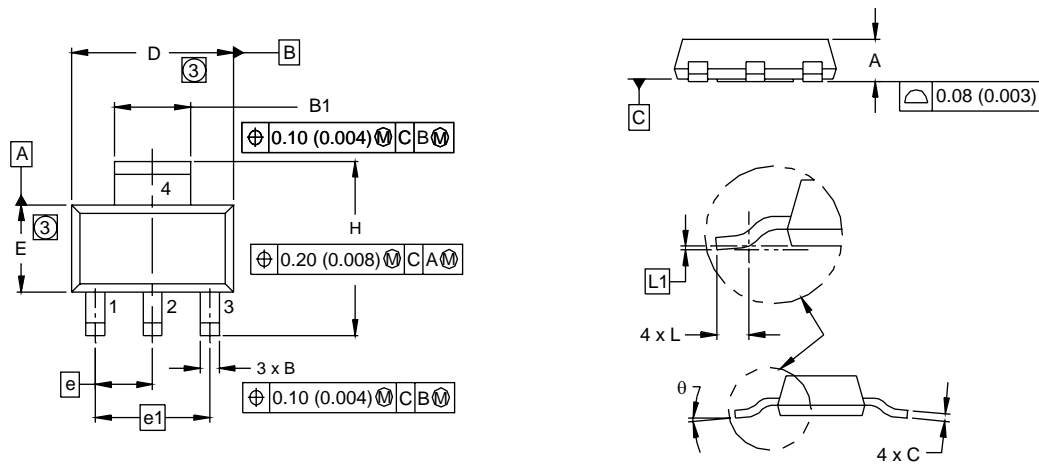 D
B
3
B1
⌖ 0.10 (0.004) Ⓜ C B Ⓜ
A
4
3
E
H
⌖ 0.20 (0.008) Ⓜ C A Ⓜ
1 2 3
3 x B
e
e1
⌖ 0.10 (0.004) Ⓜ C B Ⓜ
A
C
⌓ 0.08 (0.003)
L1
4 x L
θ
4 x C